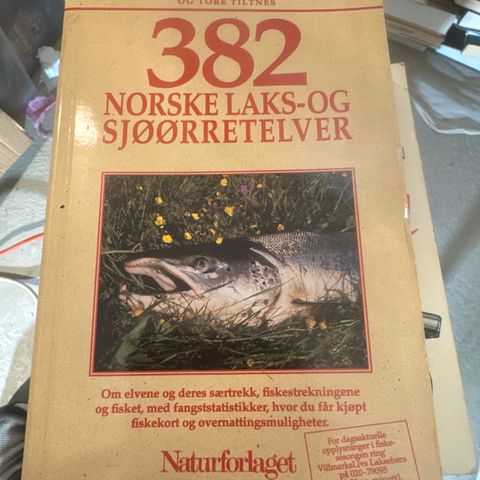 OG TORE TILTNES
382
NORSKE LAKS-OG
SJØØRRETELVER
Om elvene og deres særtrekk, fiskestrekningene
og fisket, med fangststatistikker, hvor du får kjøpt
fiskekort og overnattingsmuligheter.
Naturforlaget
For dagsaktuelle
opplysninger i fiske-
sesongen ring
VillmarksLivs Laksebørs
på 020-79095